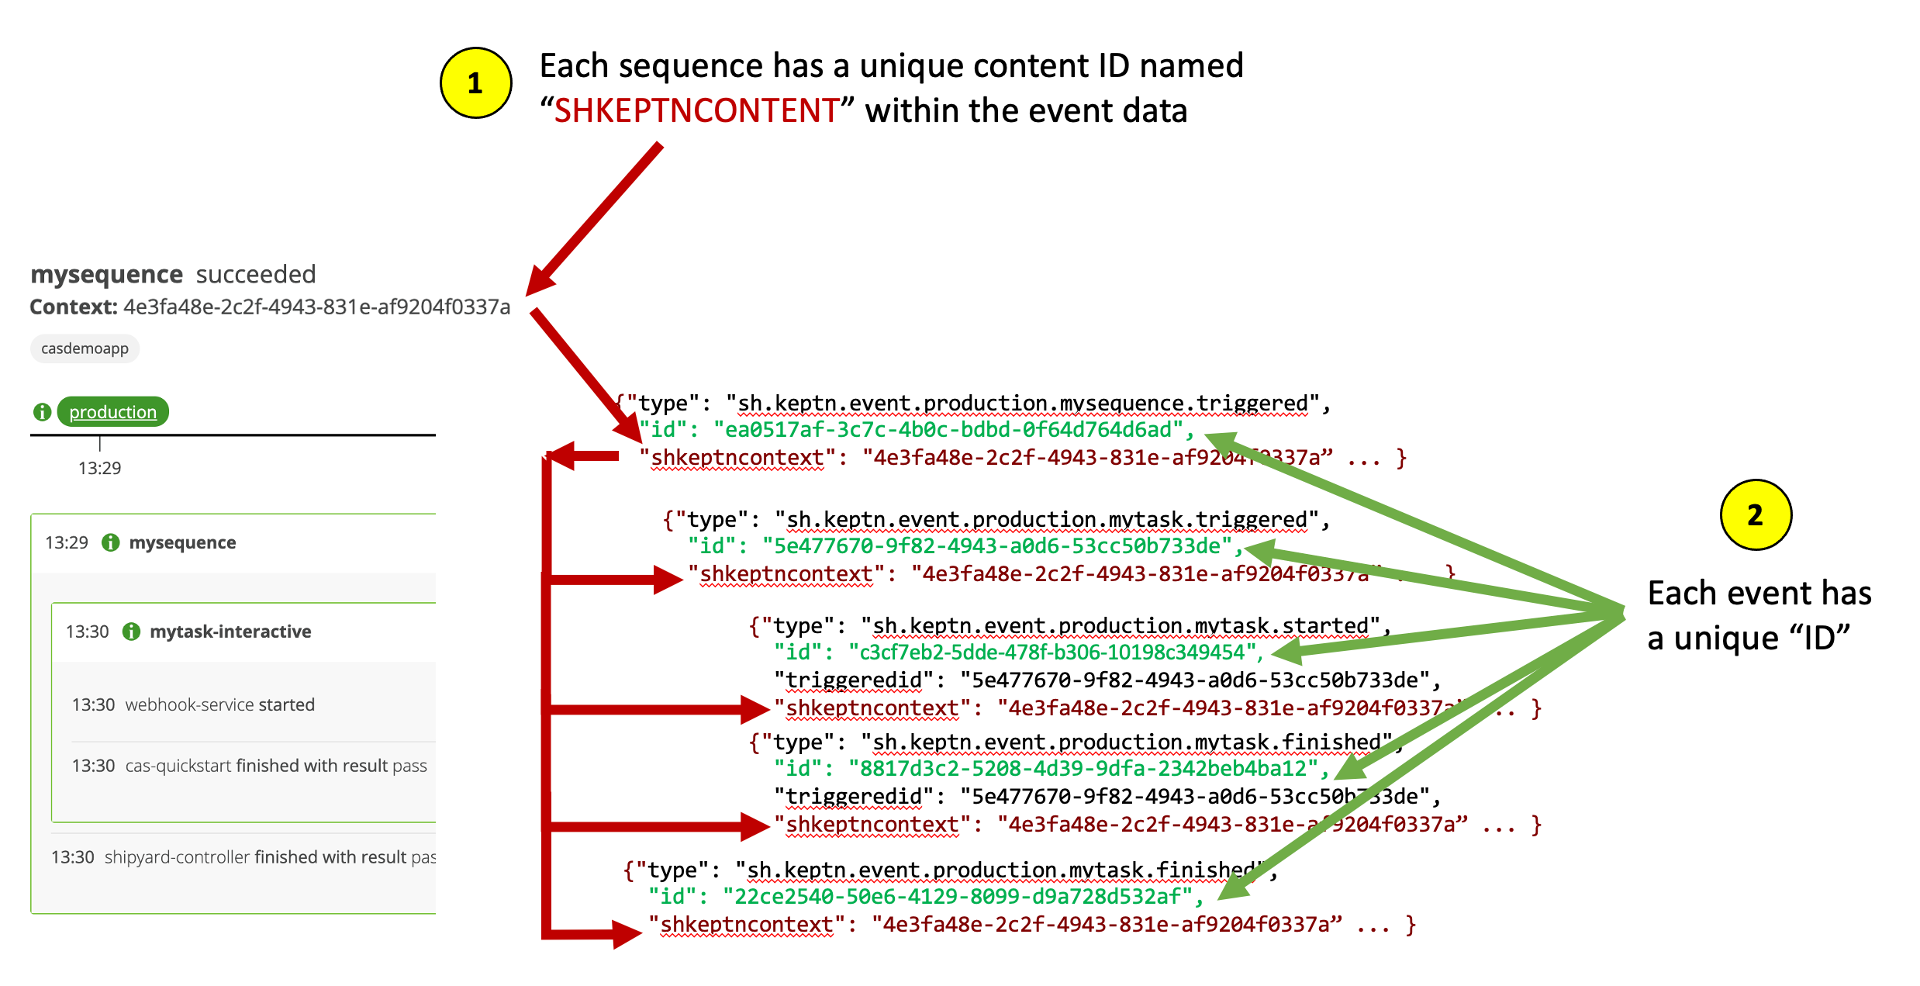 1
Each sequence has a unique content ID named
“SHKEPTNCONTENT” within the event data
mysequence succeeded
Context: 4e3fa48e-2c2f-4943-831e-af9204f0337a
casdemoapp
production
13:29
13:29 mysequence
13:30 mytask-interactive
13:30 webhook-service started
13:30 cas-quickstart finished with result pass
13:30 shipyard-controller finished with result pas
{"type": "sh.keptn.event.production.mysequence.triggered",
"id": "ea0517af-3c7c-4b0c-bdbd-0f64d764d6ad",
"shkeptncontext": "4e3fa48e-2c2f-4943-831e-af9204f0337a” ... }
{"type": "sh.keptn.event.production.mytask.triggered",
"id": "5e477670-9f82-4943-a0d6-53cc50b733de",
"shkeptncontext": "4e3fa48e-2c2f-4943-831e-af9204f0337a” ... }
{"type": "sh.keptn.event.production.mytask.started",
"id": "c3cf7eb2-5dde-478f-b306-10198c349454",
"triggeredid": "5e477670-9f82-4943-a0d6-53cc50b733de",
"shkeptncontext": "4e3fa48e-2c2f-4943-831e-af9204f0337a” ... }
{"type": "sh.keptn.event.production.mytask.finished",
"id": "8817d3c2-5208-4d39-9dfa-2342beb4ba12",
"triggeredid": "5e477670-9f82-4943-a0d6-53cc50b733de",
"shkeptncontext": "4e3fa48e-2c2f-4943-831e-af9204f0337a” ... }
{"type": "sh.keptn.event.production.mytask.finished",
"id": "22ce2540-50e6-4129-8099-d9a728d532af",
"shkeptncontext": "4e3fa48e-2c2f-4943-831e-af9204f0337a” ... }
2
Each event has
a unique “ID”